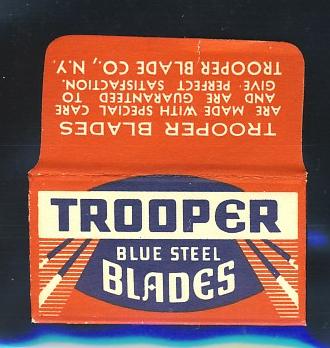 TROOPER BLADES
ARE MADE WITH SPECIAL CARE
AND ARE GUARANTEED TO
GIVE PERFECT SATISFACTION.
TROOPER BLADE CO., N.Y.
TROOPER
BLUE STEEL
BLADES